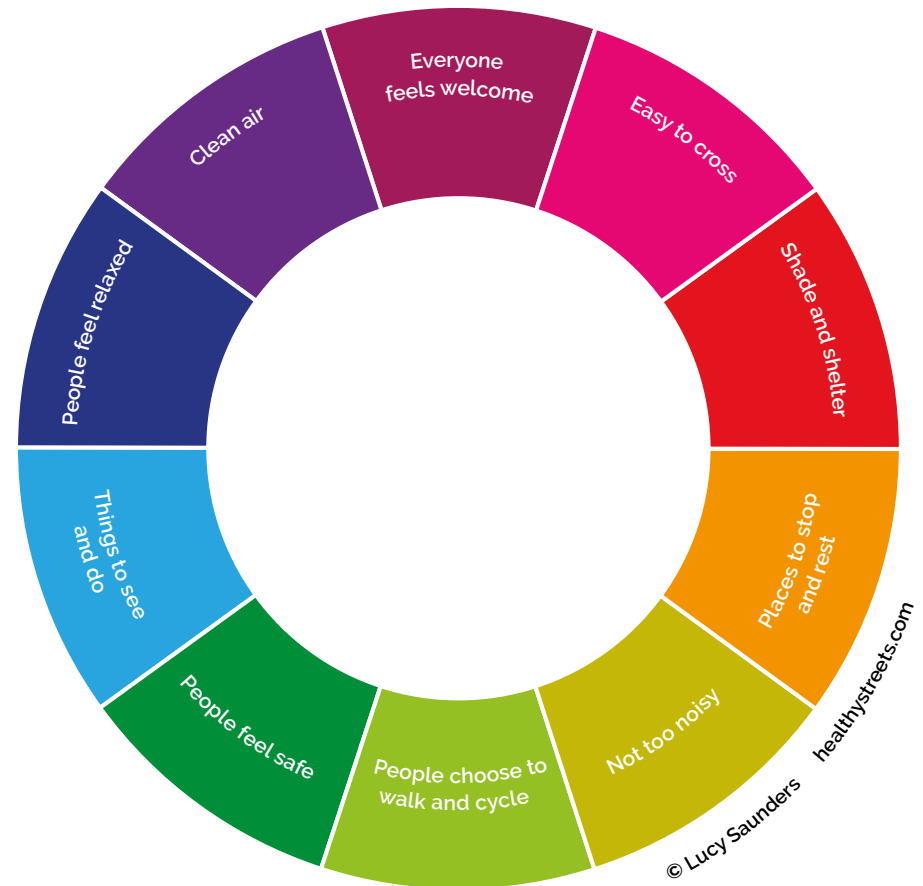 Everyone
feels welcome
Easy to cross
Shade and shelter
Places to stop
and rest
Not too noisy
People choose to
walk and cycle
People feel safe
Things to see
and do
People feel relaxed
Clean air
© Lucy Saunders
healthystreets.com